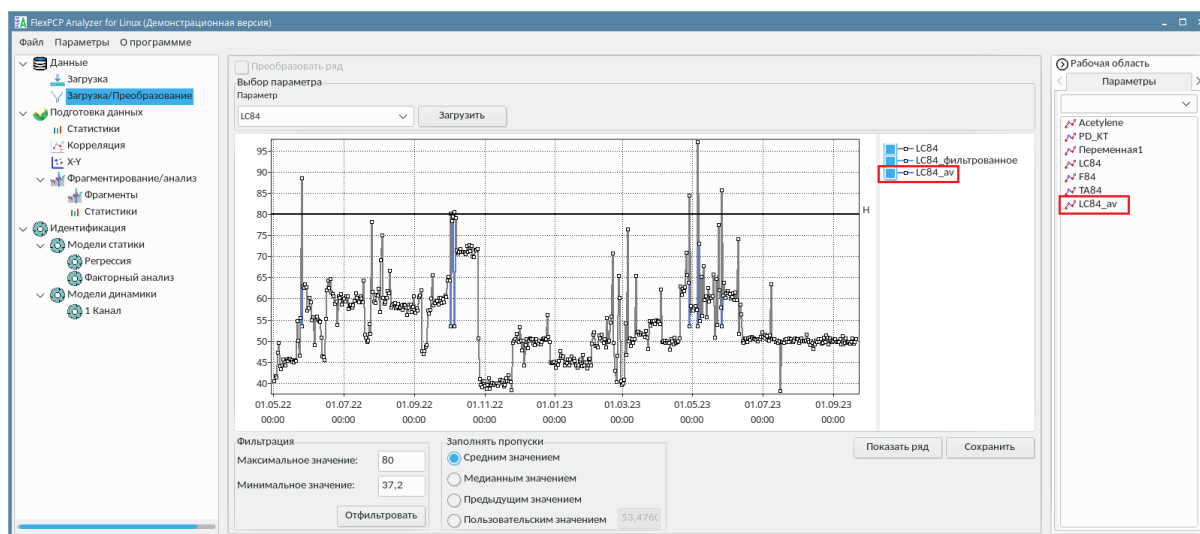 FlexPCP Analyzer for Linux (Демонстрационная версия)
Файл Параметры О программме
Данные
Загрузка
Загрузка/Преобразование
Подготовка данных
Статистики
Корреляция
X-Y
Фрагментирование/анализ
Фрагменты
Статистики
Идентификация
Модели статики
Регрессия
Факторный анализ
Модели динамики
1 Канал
Преобразовать ряд
Выбор параметра
Параметр
LC84 Загрузить
95
90
85
80
75
70
65
60
55
50
45
40
H
01.05.22 01.07.22 01.09.22 01.11.22 01.01.23 01.03.23 01.05.23 01.07.23 01.09.23
00:00 00:00 00:00 00:00 00:00 00:00 00:00 00:00 00:00
LC84
LC84_фильтрованное
LC84_av
Фильтрация
Максимальное значение: 80
Минимальное значение: 37,2
Отфильтровать
Заполнять пропуски
Средним значением
Медианным значением
Предыдущим значением
Пользовательским значением 53,476
Показать ряд Сохранить
Рабочая область
Параметры
Acetylene
PD_KT
Переменная1
LC84
F84
TA84
LC84_av